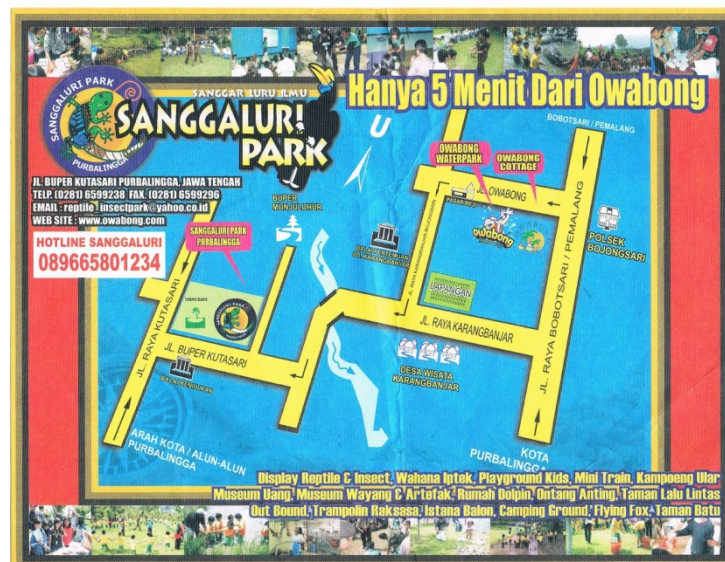 SANGGALURI PARK
PURBALINGGA
SANGGAR LURU ILMU
SANGGALURI
PARK
Hanya 5 Menit Dari Owabong
JL. BUPER KUTASARI PURBALINGGA, JAWA TENGAH
TELP. (0281) 6599238 FAX. (0281) 6599296
EMAIL : reptile_insectpark@yahoo.co.id
WEB SITE : www.owabong.com
HOTLINE SANGGALURI
089665801234
U
BOBOTSARI / PEMALANG
OWABONG
WATERPARK
OWABONG
COTTAGE
JL. OWABONG
owabong
POLSEK
BOJONGSARI
BUPER
MUNJULUHUR
SANGGALURI PARK
PURBALINGGA
LAPANGAN
JL. RAYA KARANGBANJAR
JL. RAYA BOBOTSARI / PEMALANG
JL. RAYA KUTASARI
JL. BUPER KUTASARI
DESA WISATA
KARANGBANJAR
ARAH KOTA / ALUN-ALUN
PURBALINGGA
KOTA
PURBALINGGA
Display Reptile & Insect, Wahana Iptek, Playground Kids, Mini Train, Kampoeng Ular
Museum Uang, Museum Wayang & Artefak, Rumah Dolpin, Ontang Anting, Taman Lalu Lintas
Out Bound, Trampolin Raksasa, Istana Balon, Camping Ground, Flying Fox, Taman Batu